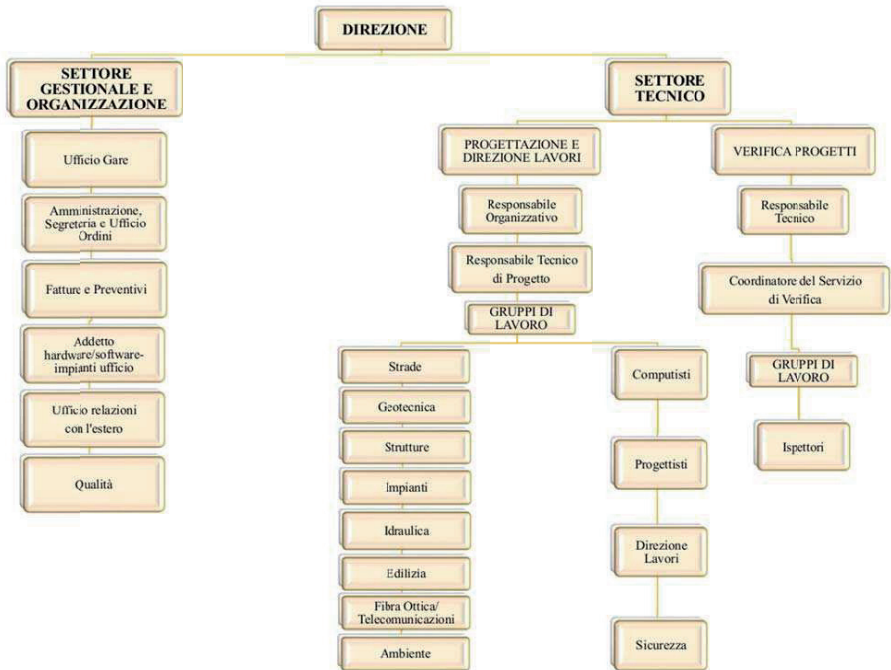 DIREZIONE
SETTORE
GESTIONALE E
ORGANIZZAZIONE
Ufficio Gare
Amministrazione,
Segreteria e Ufficio
Ordini
Fatture e Preventivi
Addetto
hardware/software-
impianti ufficio
Ufficio relazioni
con l'estero
Qualità
SETTORE
TECNICO
PROGETTAZIONE E
DIREZIONE LAVORI
Responsabile
Organizzativo
Responsabile Tecnico
di Progetto
GRUPPI DI
LAVORO
Strade
Geotecnica
Strutture
Impianti
Idraulica
Edilizia
Fibra Ottica/
Telecomunicazioni
Ambiente
Computisti
Progettisti
Direzione
Lavori
Sicurezza
VERIFICA PROGETTI
Responsabile
Tecnico
Coordinatore del Servizio
di Verifica
GRUPPI DI
LAVORO
Ispettori